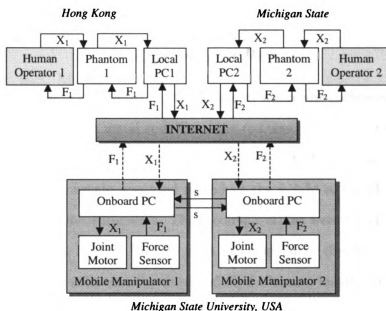 Hong Kong
Michigan State
X1 X1 X2 X2
Human Operator 1
Phantom 1
Local PC1
Local PC2
Phantom 2
Human Operator 2
F1 F1 F1 X1 X2 F2 F2 F2
INTERNET
F1 X1 X2 F2
Onboard PC
s
s
Onboard PC
X1 F1 X2 F2
Joint Motor
Force Sensor
Joint Motor
Force Sensor
Mobile Manipulator 1
Mobile Manipulator 2
Michigan State University, USA